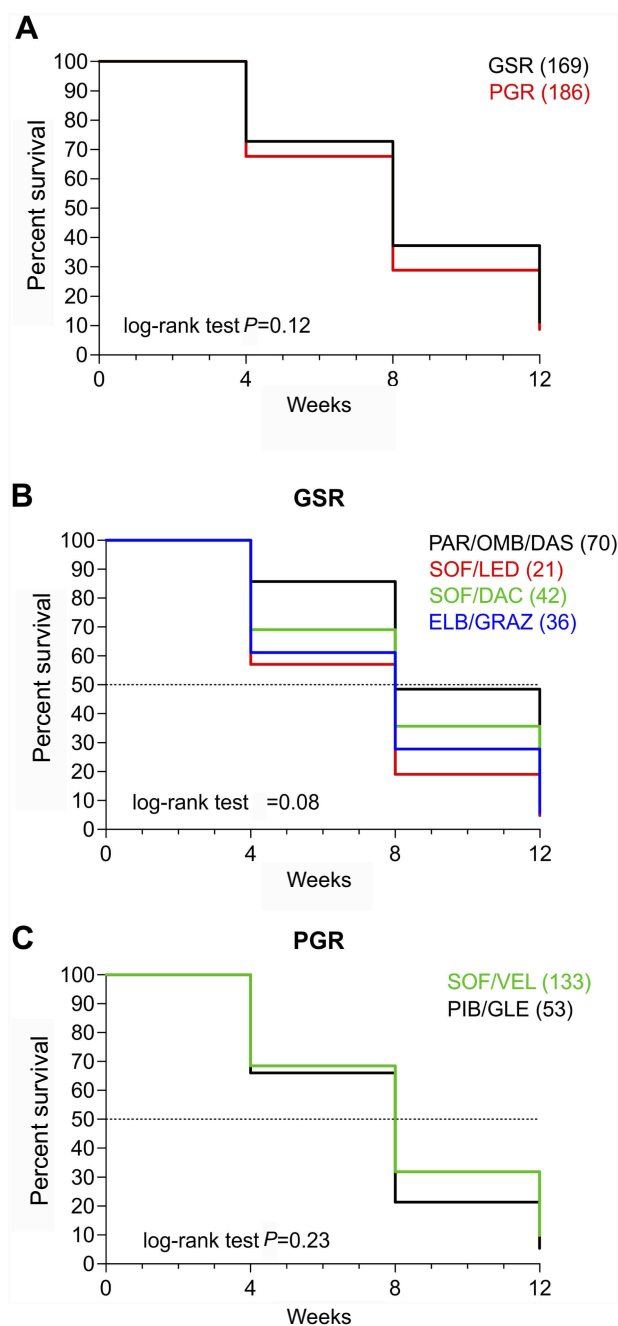 A
GSR (169)
PGR (186)
100
90
80
70
60
50
40
30
20
10
0
Percent survival
log-rank test P=0.12
0 4 8 12
Weeks
B
GSR
PAR/OMB/DAS (70)
SOF/LED (21)
SOF/DAC (42)
ELB/GRAZ (36)
100
90
80
70
60
50
40
30
20
10
0
Percent survival
log-rank test =0.08
0 4 8 12
Weeks
C
PGR
SOF/VEL (133)
PIB/GLE (53)
100
90
80
70
60
50
40
30
20
10
0
Percent survival
log-rank test P=0.23
0 4 8 12
Weeks